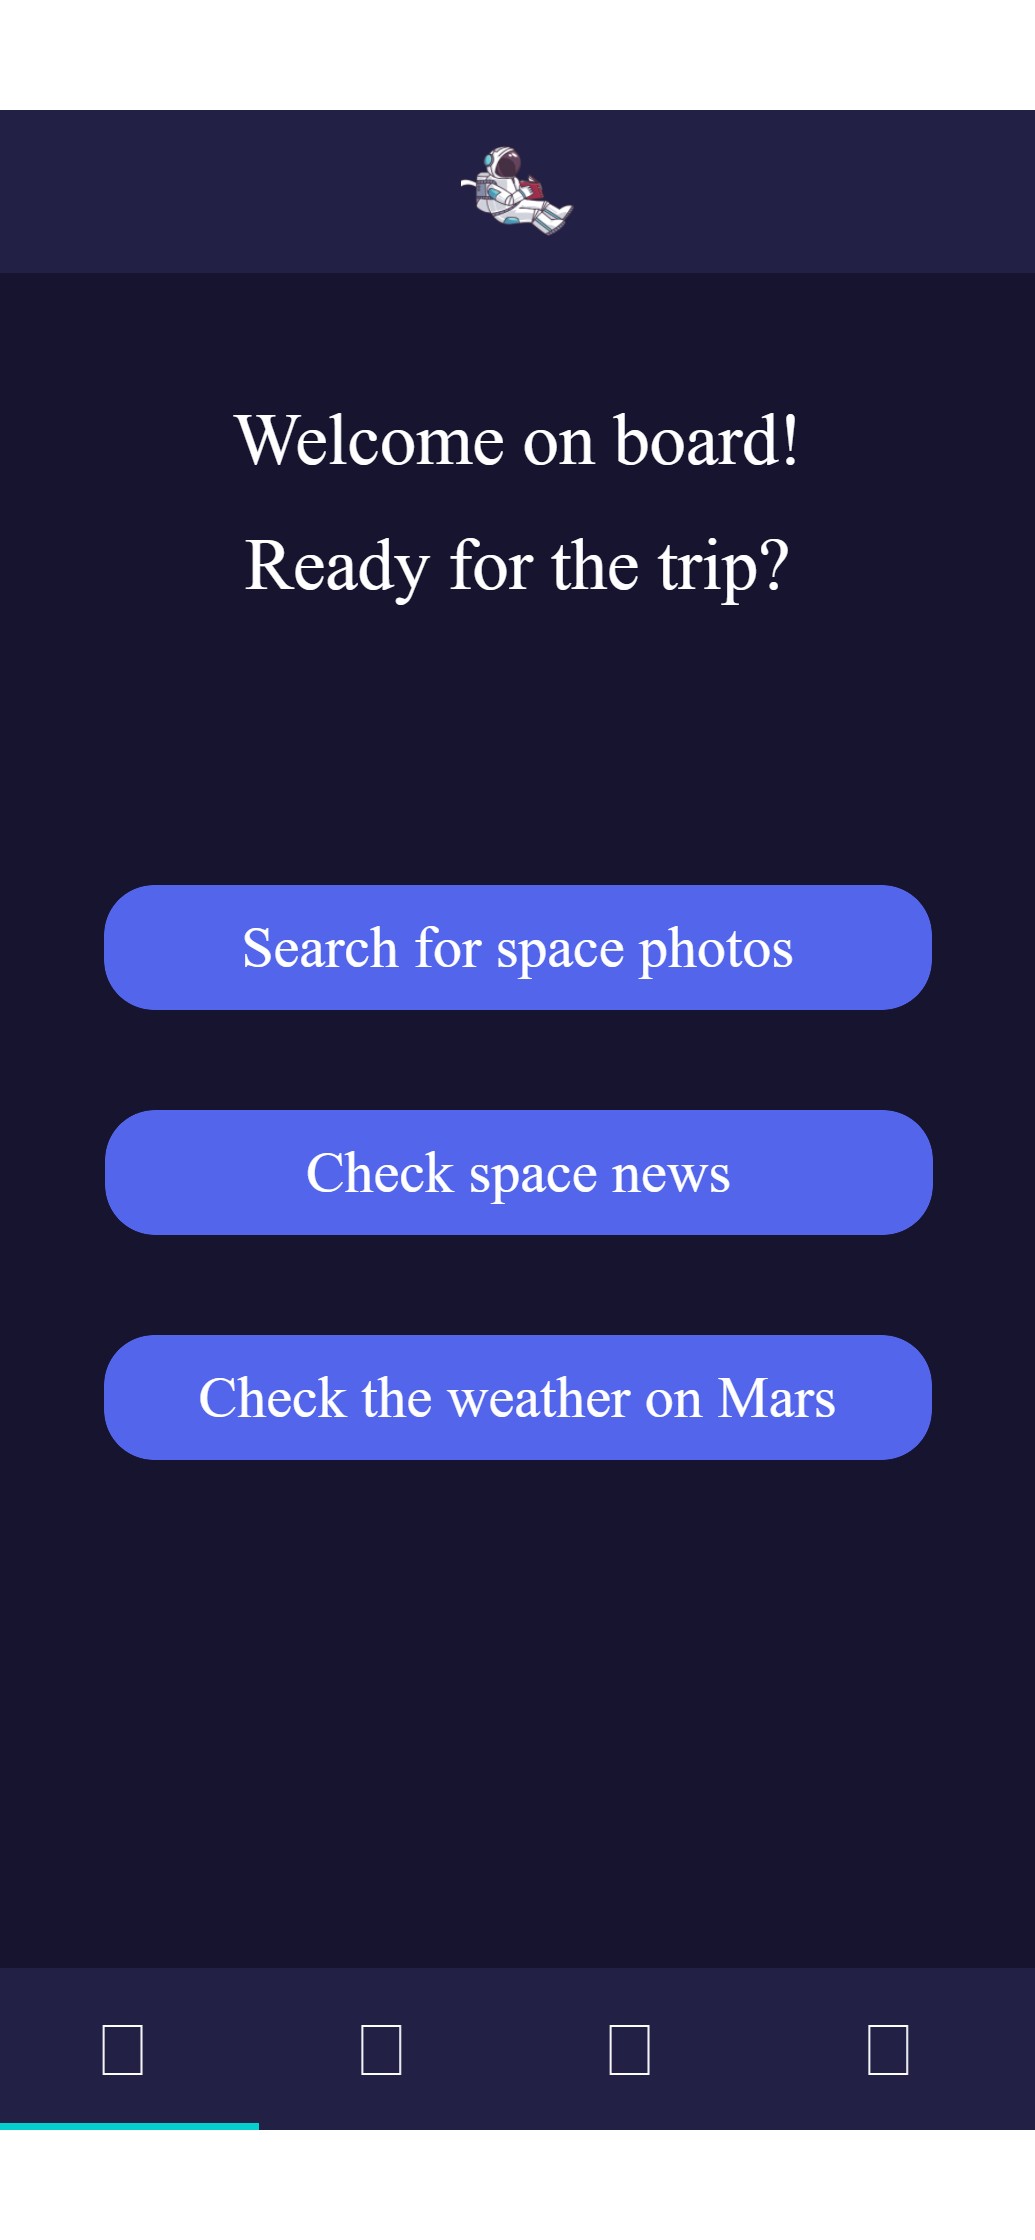 Welcome on board!
Ready for the trip?
Search for space photos
Check space news
Check the weather on Mars